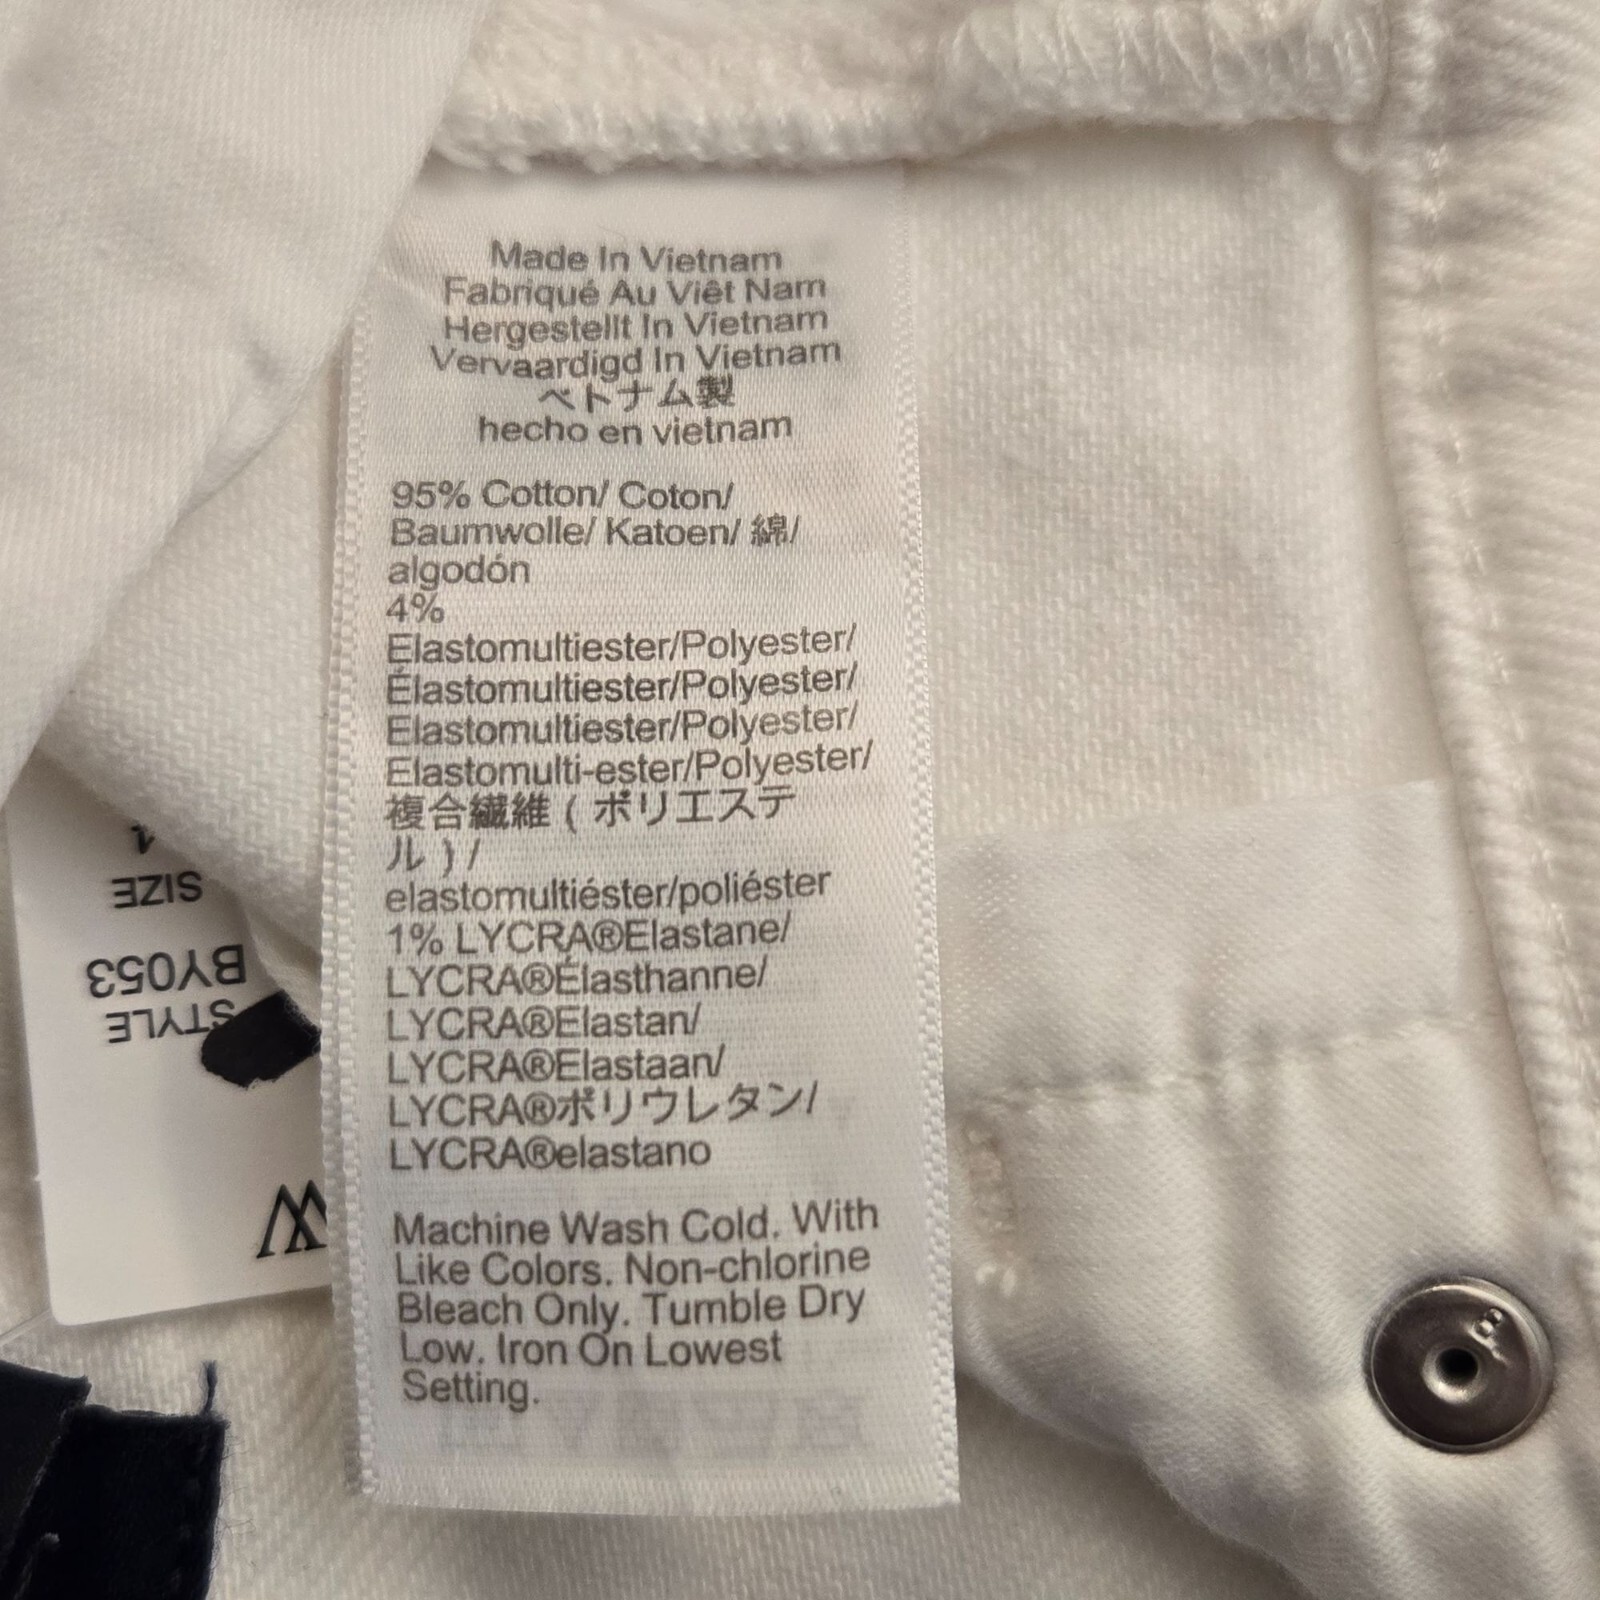 Made In Vietnam
Fabriqué Au Viêt Nam
Hergestellt In Vietnam
Vervaardigd In Vietnam
ベトナム製
hecho en vietnam
95% Cotton/ Coton/
Baumwolle/ Katoen/ 綿/
algodón
4%
Elastomultiester/Polyester/
Élastomultiester/Polyester/
Elastomultiester/Polyester/
Elastomulti-ester/Polyester/
複合繊維 ( ポリエステ
ル ) /
elastomultiéster/poliéster
1% LYCRA®Elastane/
LYCRA®Élasthanne/
LYCRA®Elastan/
LYCRA®Elastaan/
LYCRA®ポリウレタン/
LYCRA®elastano
Machine Wash Cold. With
Like Colors. Non-chlorine
Bleach Only. Tumble Dry
Low. Iron On Lowest
Setting.
STYLE
BY053
SIZE